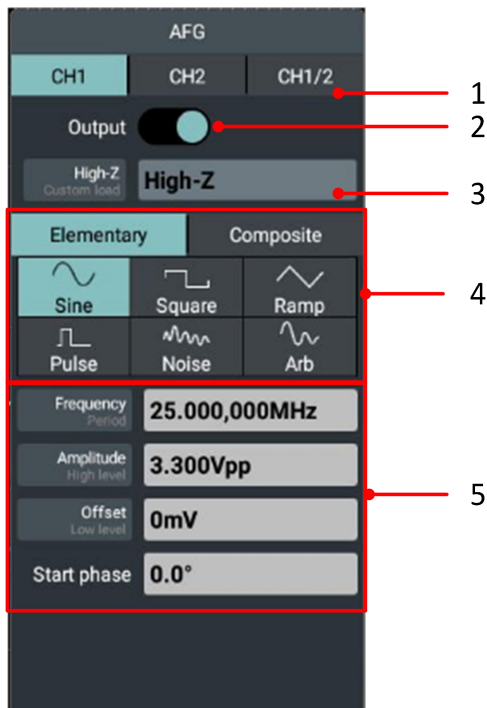 AFG
CH1 CH2 CH1/2
1
Output
2
High-Z High-Z
Custom load
3
Elementary Composite
4
Sine Square Ramp
Pulse Noise Arb
Frequency 25.000,000MHz
Period
Amplitude 3.300Vpp
High level
5
Offset 0mV
Low level
Start phase 0.0°